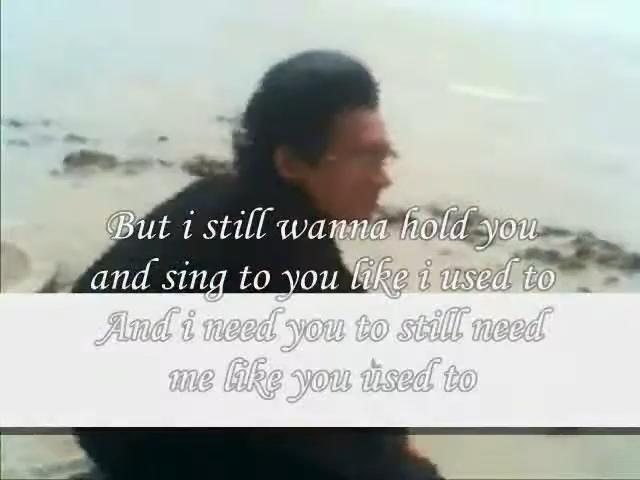 But i still wanna hold you
and sing to you like i used to
And i need you to still need
me like you used to